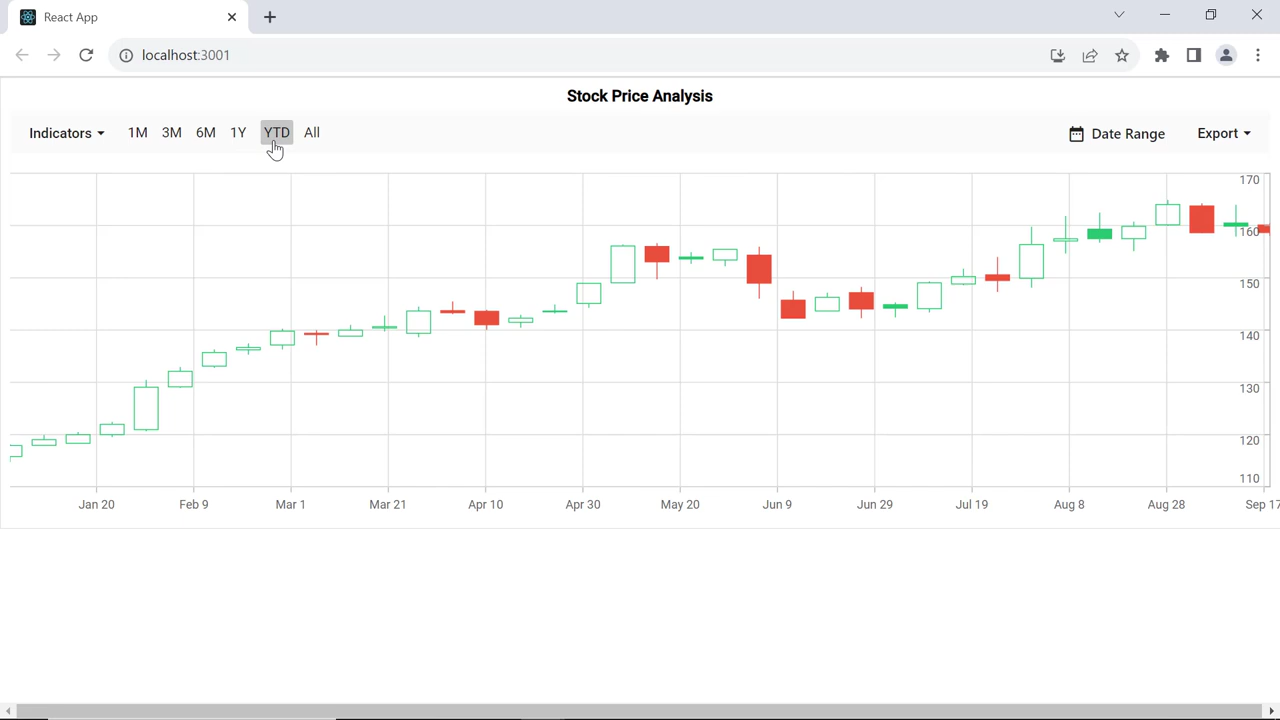 React App
localhost:3001
Stock Price Analysis
Indicators 1M 3M 6M 1Y YTD All Date Range Export
170
160
150
140
130
120
110
Jan 20 Feb 9 Mar 1 Mar 21 Apr 10 Apr 30 May 20 Jun 9 Jun 29 Jul 19 Aug 8 Aug 28 Sep 17